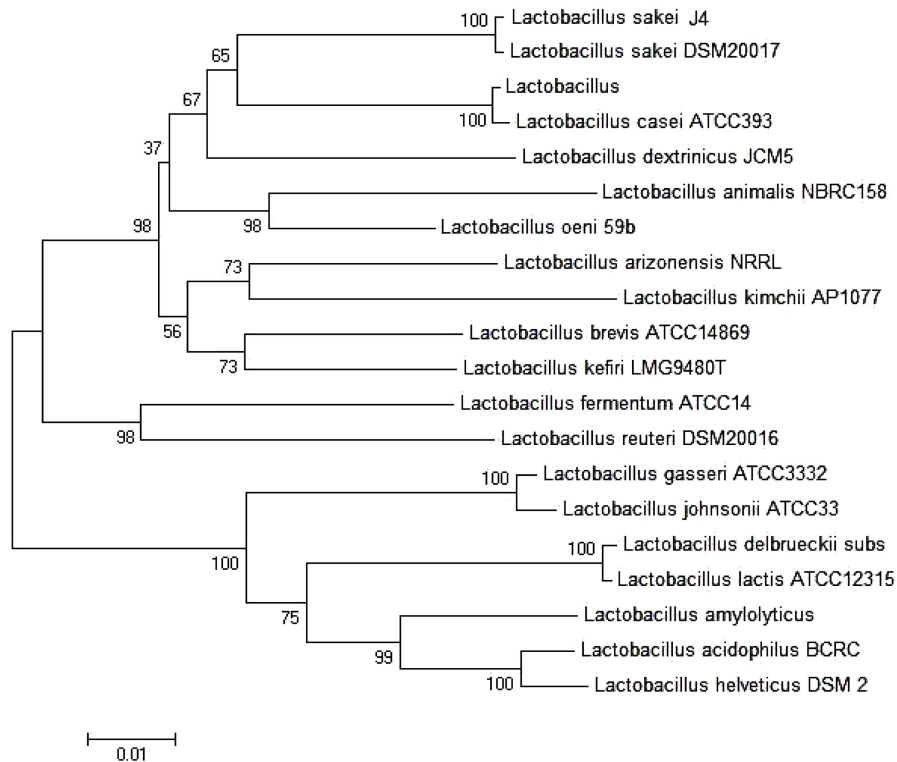 100 Lactobacillus sakei J4
Lactobacillus sakei DSM20017
65
Lactobacillus
67
100 Lactobacillus casei ATCC393
37
Lactobacillus dextrinicus JCM5
Lactobacillus animalis NBRC158
98
98 Lactobacillus oeni 59b
73 Lactobacillus arizonensis NRRL
Lactobacillus kimchii AP1077
56
Lactobacillus brevis ATCC14869
73 Lactobacillus kefiri LMG9480T
Lactobacillus fermentum ATCC14
98 Lactobacillus reuteri DSM20016
100 Lactobacillus gasseri ATCC3332
Lactobacillus johnsonii ATCC33
100 Lactobacillus delbrueckii subs
100
Lactobacillus lactis ATCC12315
75
Lactobacillus amylolyticus
99
Lactobacillus acidophilus BCRC
100 Lactobacillus helveticus DSM 2
0.01